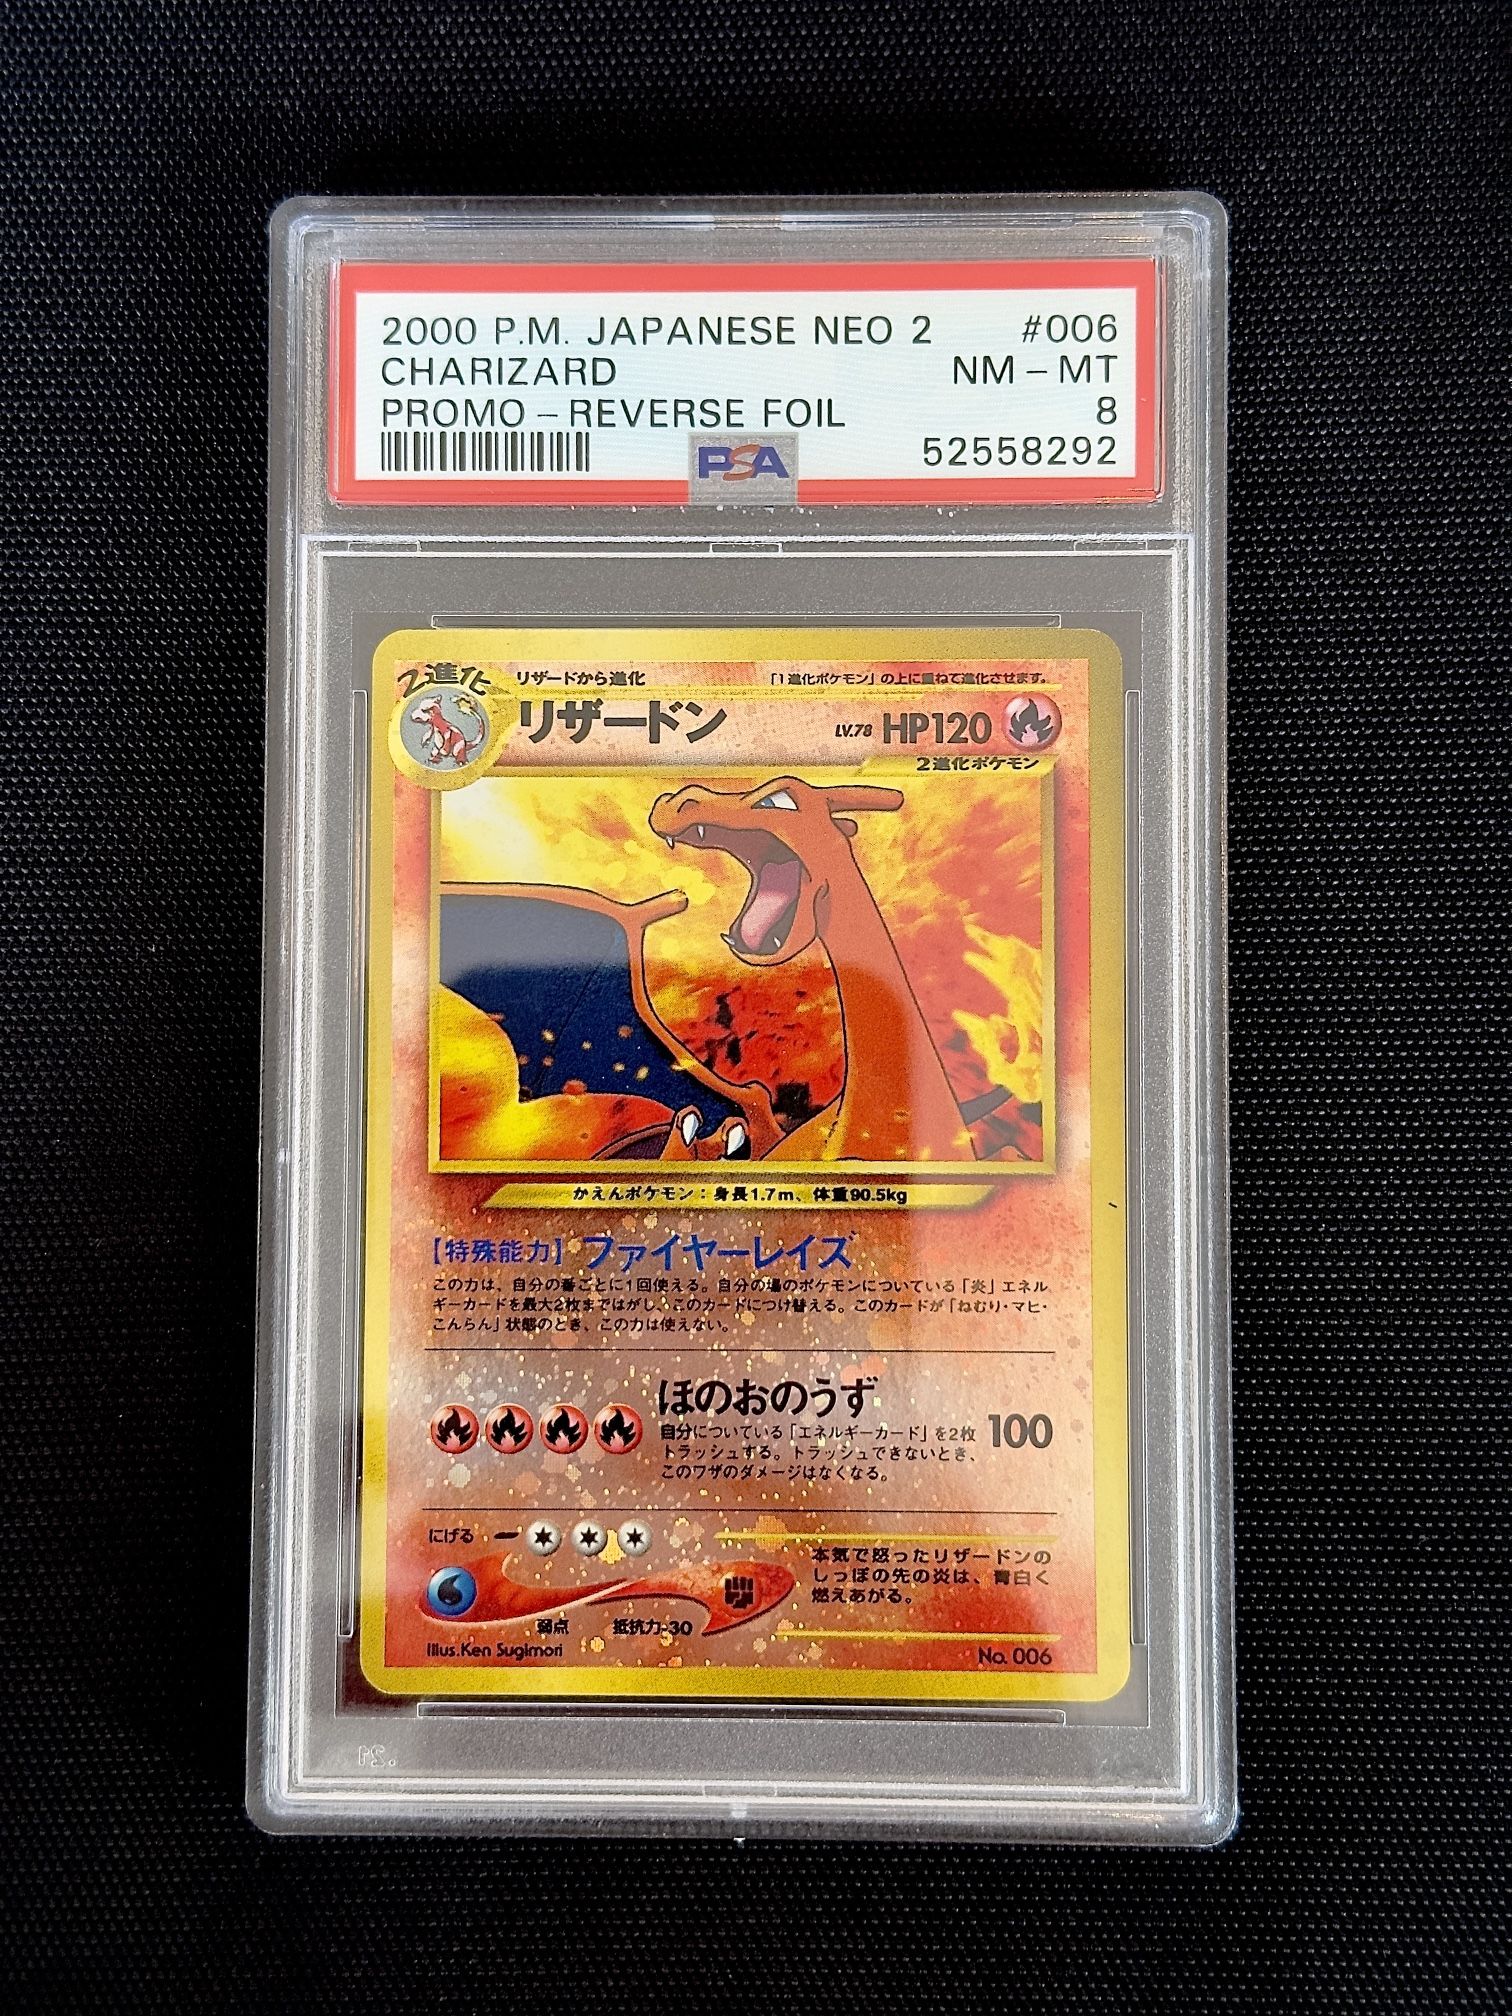 2000 P.M. JAPANESE NEO 2 #006
CHARIZARD NM - MT
PROMO - REVERSE FOIL 8
PSA 52558292
2進化 リザードから進化 「1進化ポケモン」の上に重ねて進化させます。
リザードン LV.78 HP120
2進化ポケモン
かえんポケモン：身長1.7m、体重90.5kg
【特殊能力】ファイヤーレイズ
この力は、自分の番ごとに1回使える。自分の場のポケモンについている「炎」エネル
ギーカードを最大2枚まではがし、このカードにつけ替える。このカードが「ねむり・マヒ・
こんらん」状態のとき、この力は使えない。
ほのおのうず
自分についている「エネルギーカード」を2枚 100
トラッシュする。トラッシュできないとき、
このワザのダメージはなくなる。
にげる
本気で怒ったリザードンの
しっぽの先の炎は、青白く
燃えあがる。
弱点 抵抗力-30
Illus.Ken Sugimori No. 006